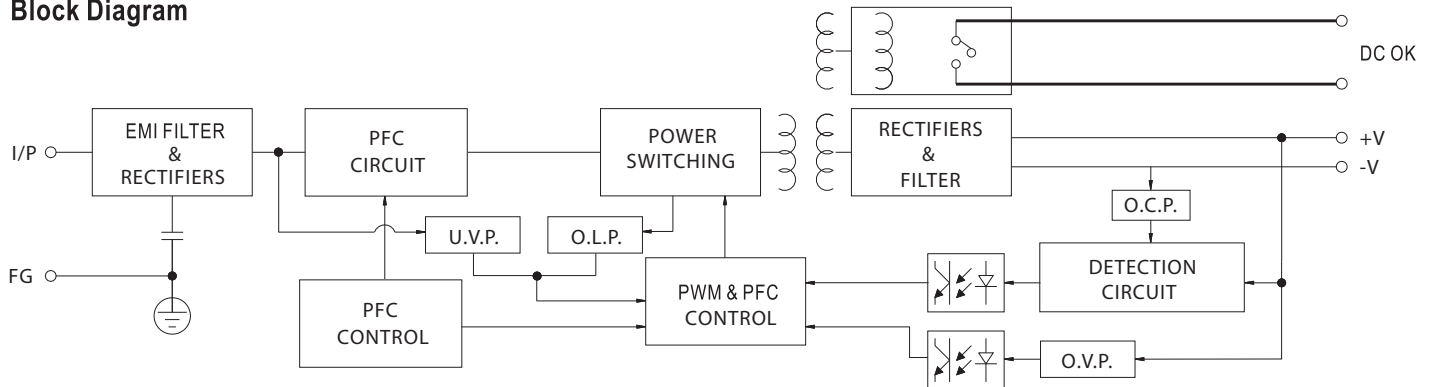 Block Diagram
DC OK
I/P
EMI FILTER
&
RECTIFIERS
PFC
CIRCUIT
POWER
SWITCHING
RECTIFIERS
&
FILTER
+V
-V
O.C.P.
U.V.P.
O.L.P.
FG
PFC
CONTROL
PWM & PFC
CONTROL
DETECTION
CIRCUIT
O.V.P.